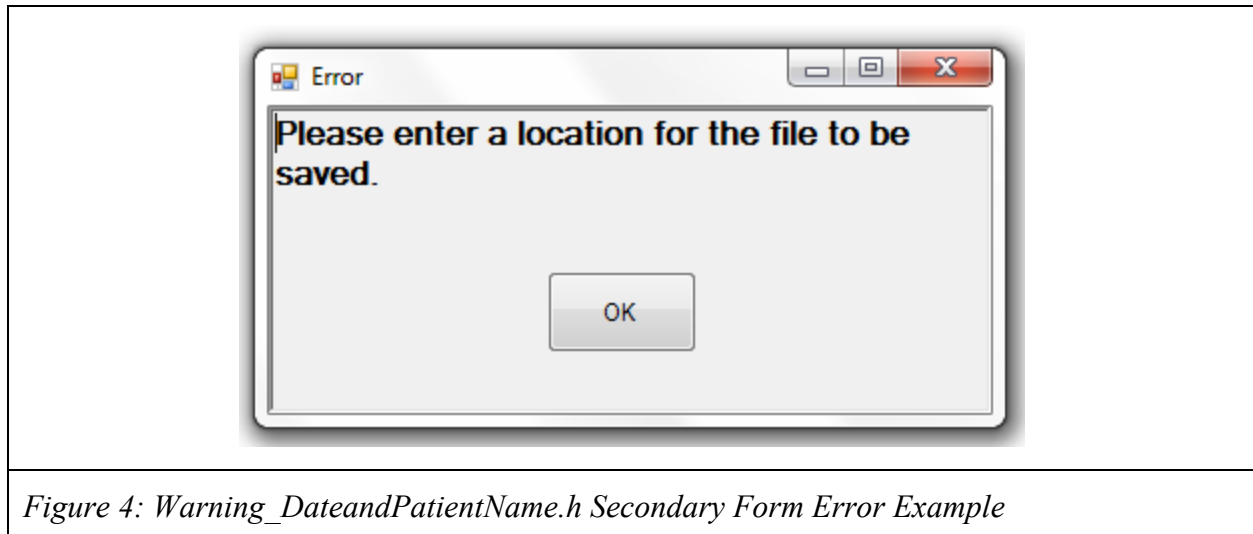 Error
Please enter a location for the file to be
saved.
OK
Figure 4: Warning_DateandPatientName.h Secondary Form Error Example